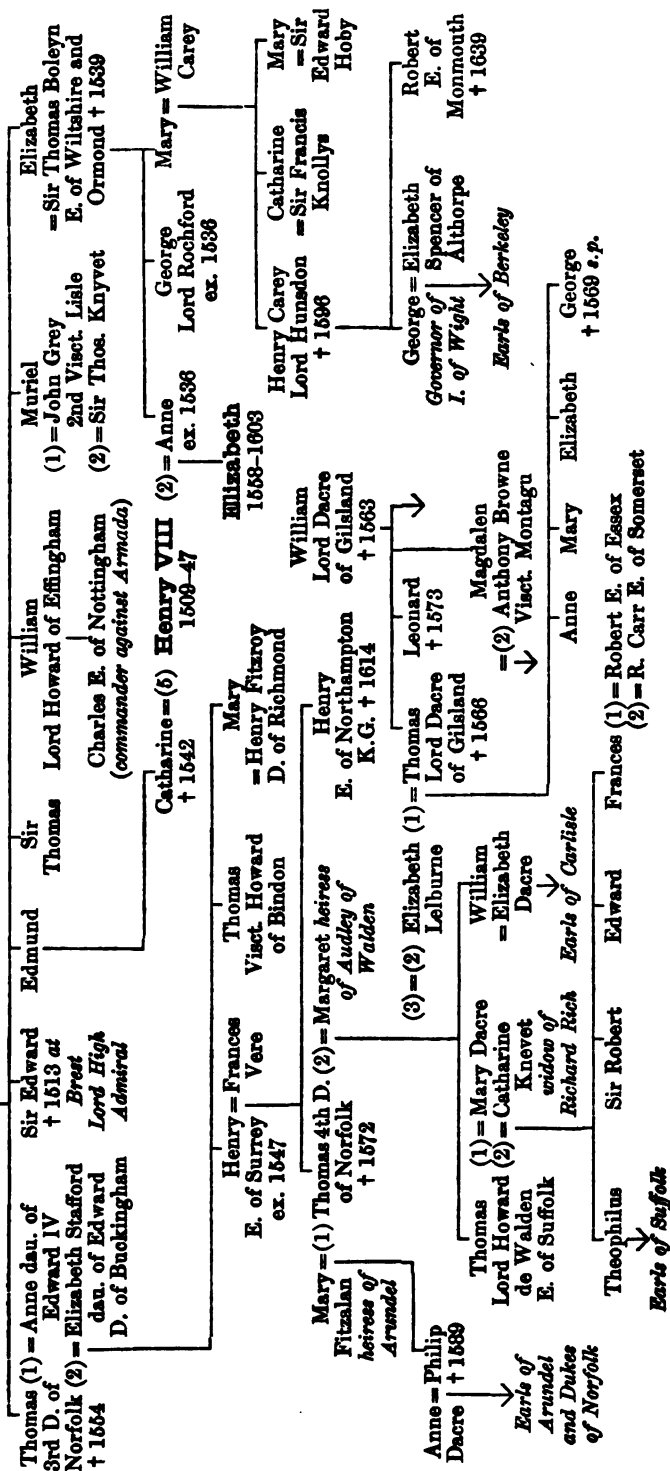 Thomas (1) = Anne dau. of
3rd D. of Edward IV
Norfolk (2) = Elizabeth Stafford
† 1554 dau. of Edward
D. of Buckingham
Sir Edward
† 1513 at
Brest
Lord High
Admiral
Edmund
Sir
Thomas
William
Lord Howard of Effingham
Charles E. of Nottingham
(commander against Armada)
Muriel
(1) = John Grey
2nd Visct. Lisle
(2) = Sir Thos. Knyvet
Elizabeth
= Sir Thomas Boleyn
E. of Wiltshire and
Ormond † 1539
Catharine = (5) Henry VIII (2) = Anne
† 1542 1509-47 ex. 1536
George
Lord Rochford
ex. 1536
Mary = William
Carey
Elizabeth
1558-1603
Henry = Frances
E. of Surrey Vere
ex. 1547
Thomas
Visct. Howard
of Bindon
Mary
= Henry Fitzroy
D. of Richmond
Henry Carey
Lord Hunsdon
† 1596
Catharine
= Sir Francis
Knollys
Mary
= Sir
Edward
Hoby
Mary = (1) Thomas 4th D. (2) = Margaret heiress
Fitzalan of Norfolk of Audley of
heiress of † 1572 Walden
Arundel
Henry
E. of Northampton
K.G. † 1614
William
Lord Dacre
of Gilsland
† 1563
George = Elizabeth
Governor of Spencer of
I. of Wight Althorpe
Earls of Berkeley
Robert
E. of
Monmouth
† 1639
(3) = (2) Elizabeth (1) = Thomas
Lelburne Lord Dacre
of Gilsland
† 1566
Leonard
† 1573
Magdalen
= (2) Anthony Browne
Visct. Montagu
Anne = Philip
Dacre † 1589
Earls of
Arundel
and Dukes
of Norfolk
Thomas (1) = Mary Dacre
Lord Howard (2) = Catharine
de Walden Knevet
E. of Suffolk widow of
Richard Rich
William
= Elizabeth
Dacre
Earls of Carlisle
Anne
Mary
Elizabeth
George
† 1569 s.p.
Theophilus
Earls of Suffolk
Sir Robert
Edward
Frances (1) = Robert E. of Essex
(2) = R. Carr E. of Somerset